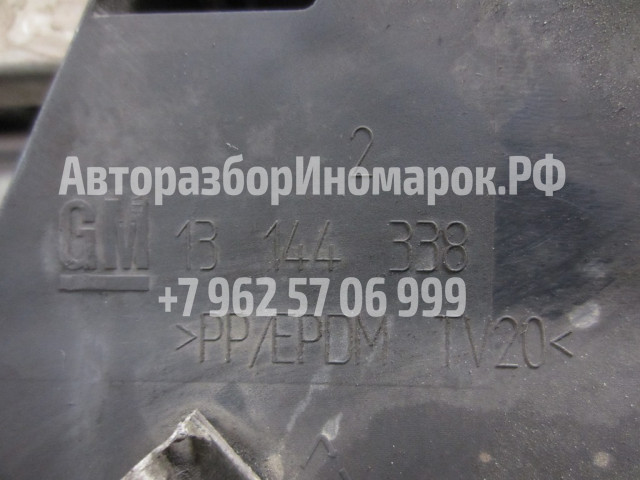 2
АвторазборИномарок.РФ
GM 13 144 338
+7 962 57 06 999
>PP/EPDM TV20<